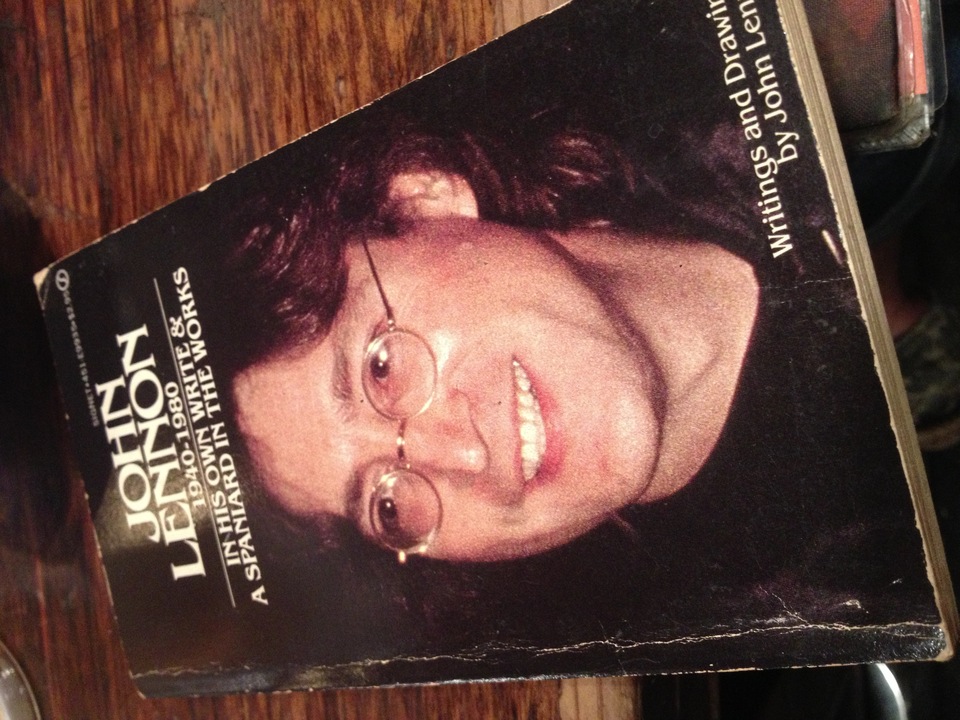 JOHN
LENNON
1940-1980
IN HIS OWN WRITE &
A SPANIARD IN THE WORKS
Writings and Drawin
by John Len